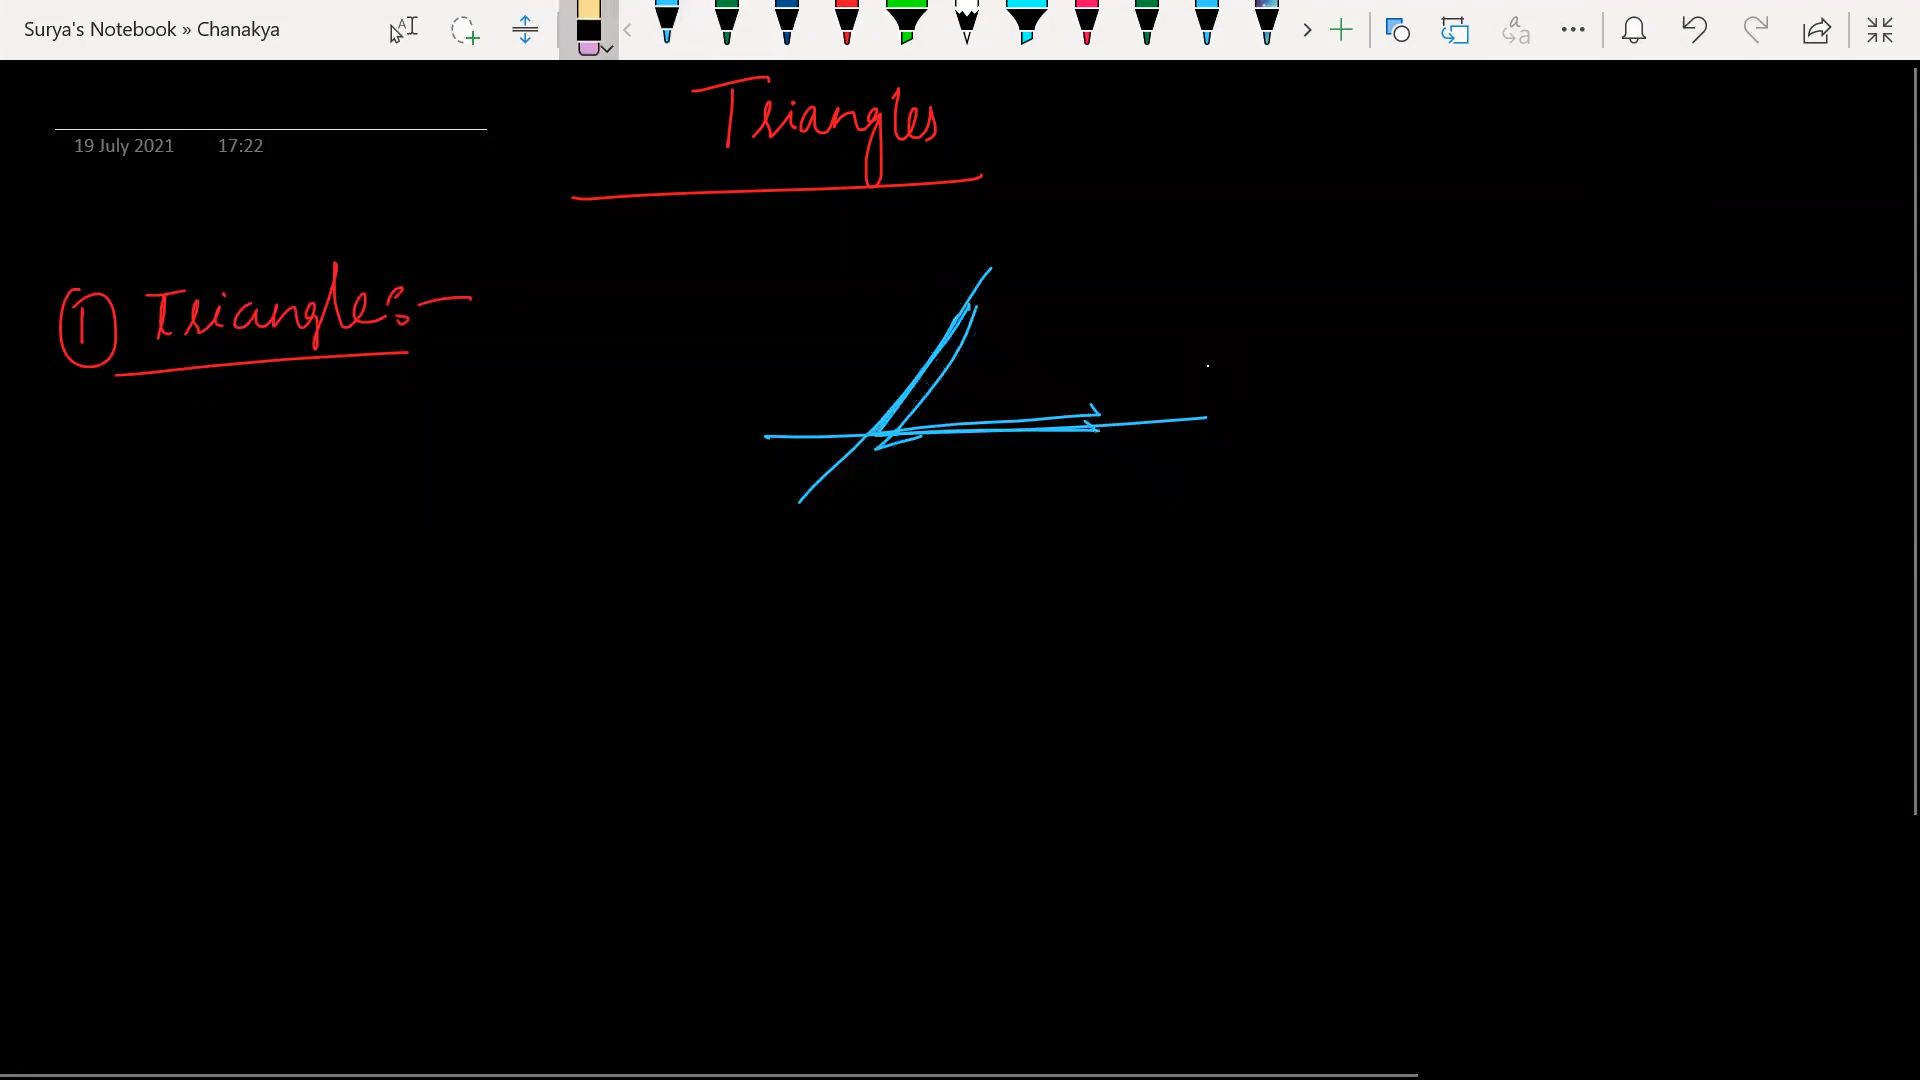 Surya's Notebook » Chanakya
Triangles
19 July 2021 17:22
① Triangles:-